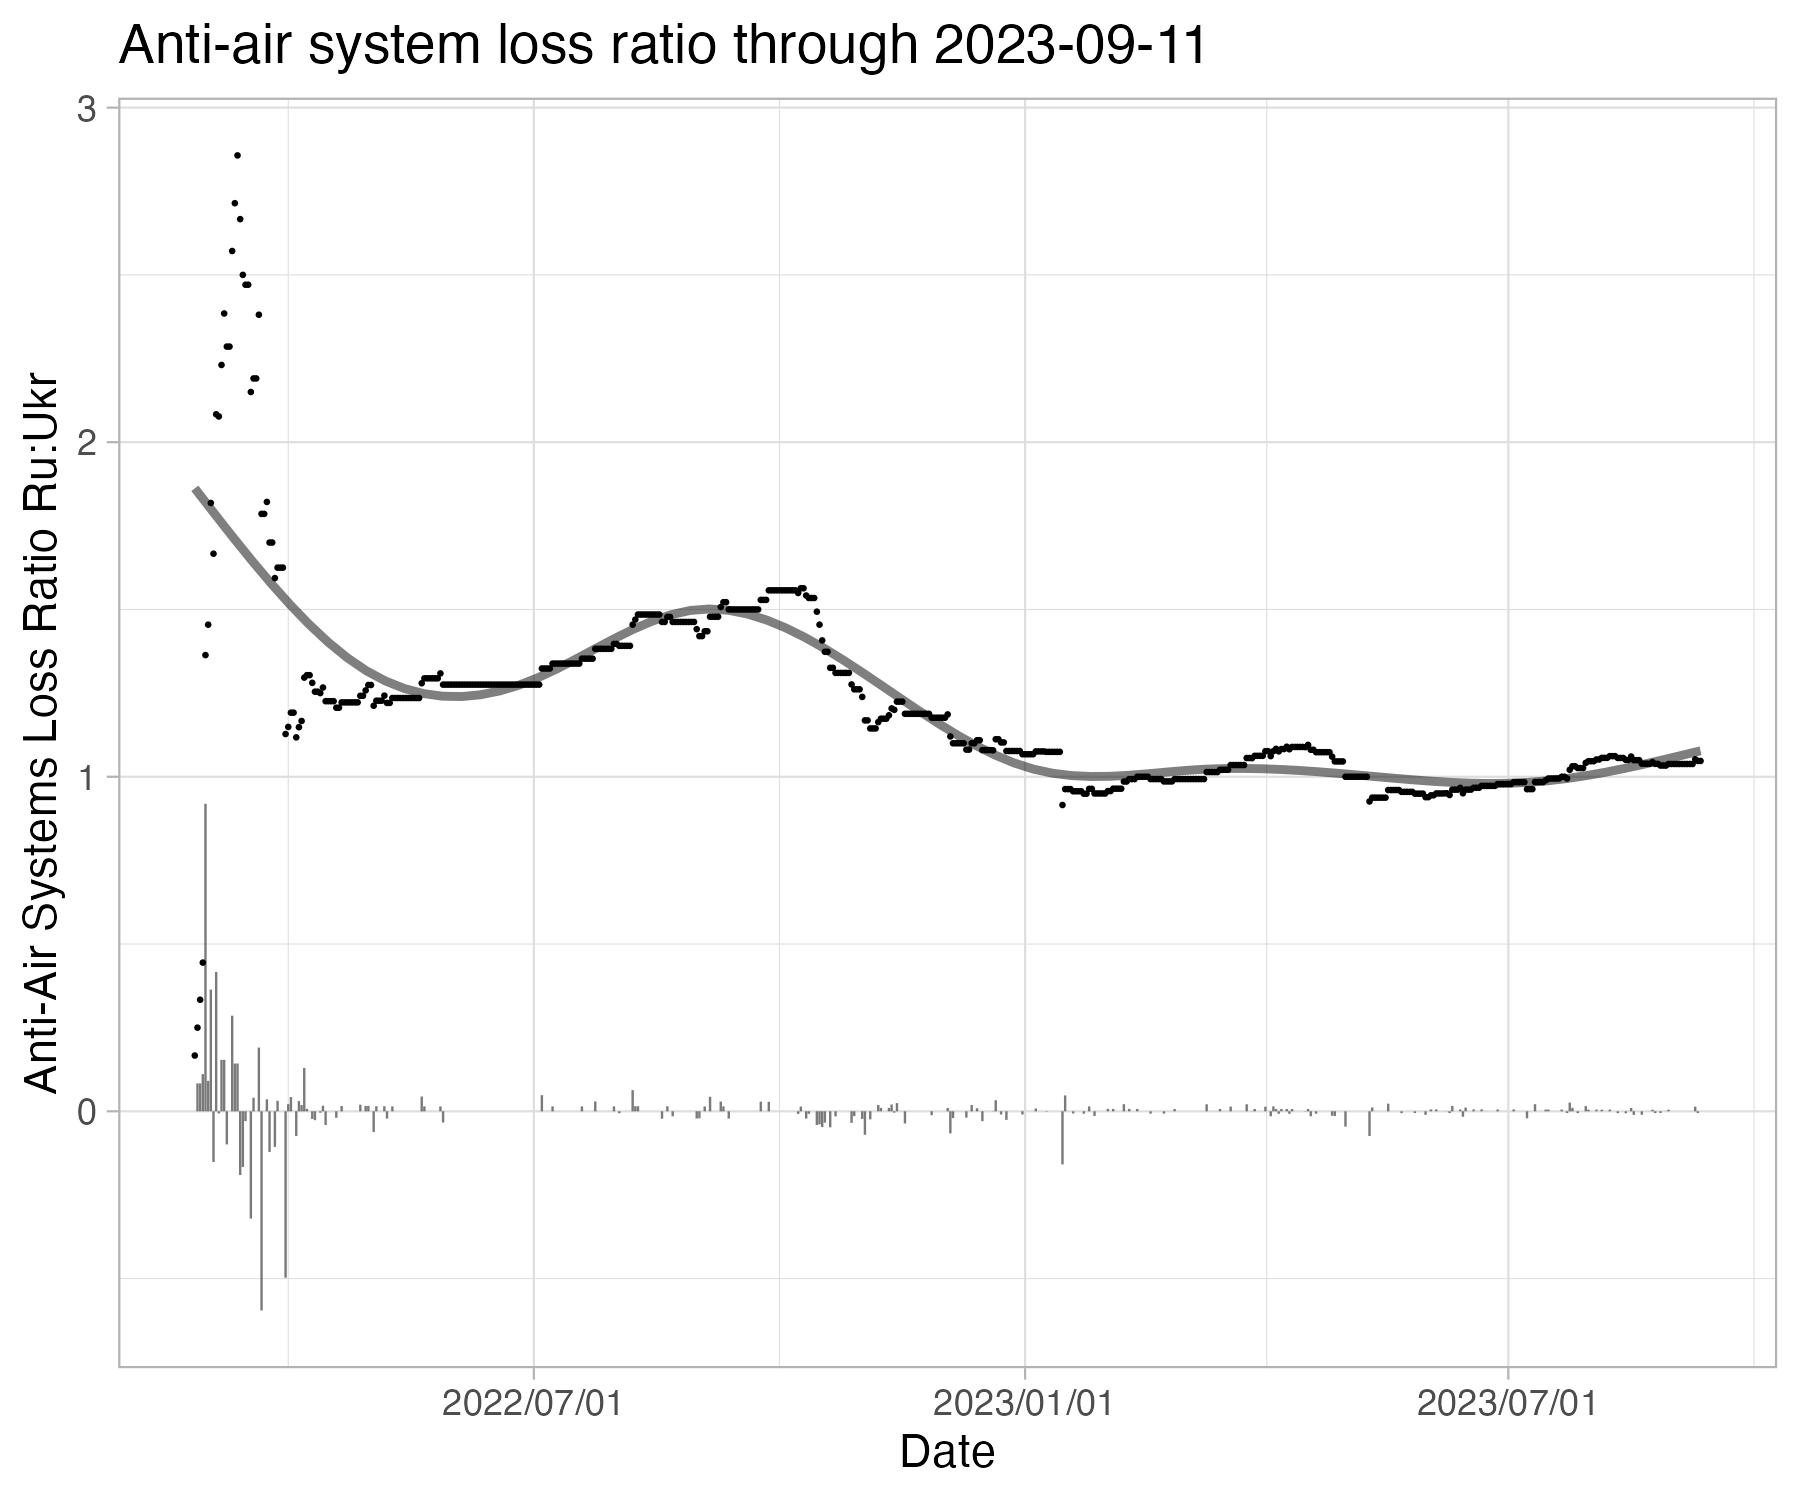 Anti-air system loss ratio through 2023-09-11
Anti-Air Systems Loss Ratio Ru:Ukr
3
2
1
0
2022/07/01
2023/01/01
2023/07/01
Date